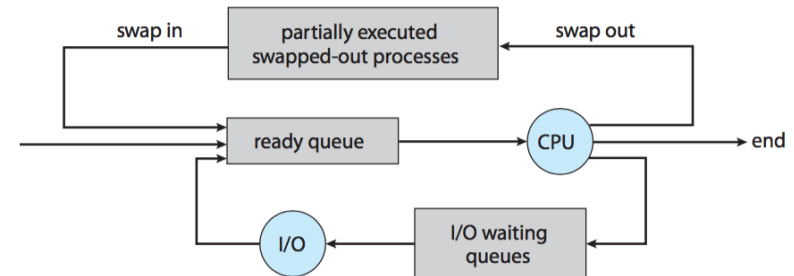 swap in
partially executed
swapped-out processes
swap out
ready queue
CPU
end
I/O
I/O waiting
queues